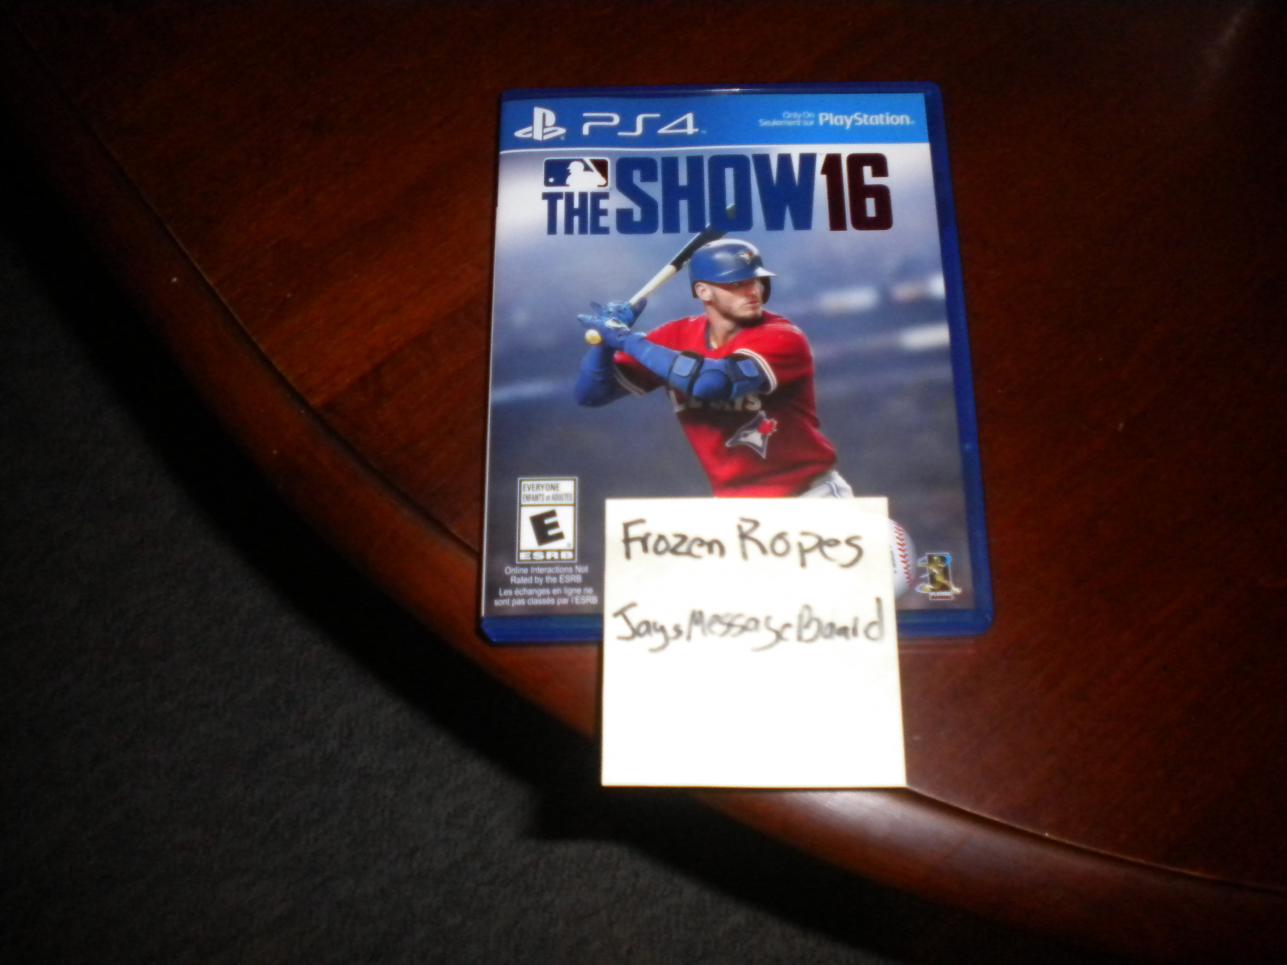 PS4
Only On
Seulement sur PlayStation
THE SHOW 16
EVERYONE
ENFANTS et ADULTES
E
ESRB
Online Interactions Not
Rated by the ESRB
Les échanges en ligne ne
sont pas classés par l'ESRB
Frozen Ropes
JaysMessageBoard